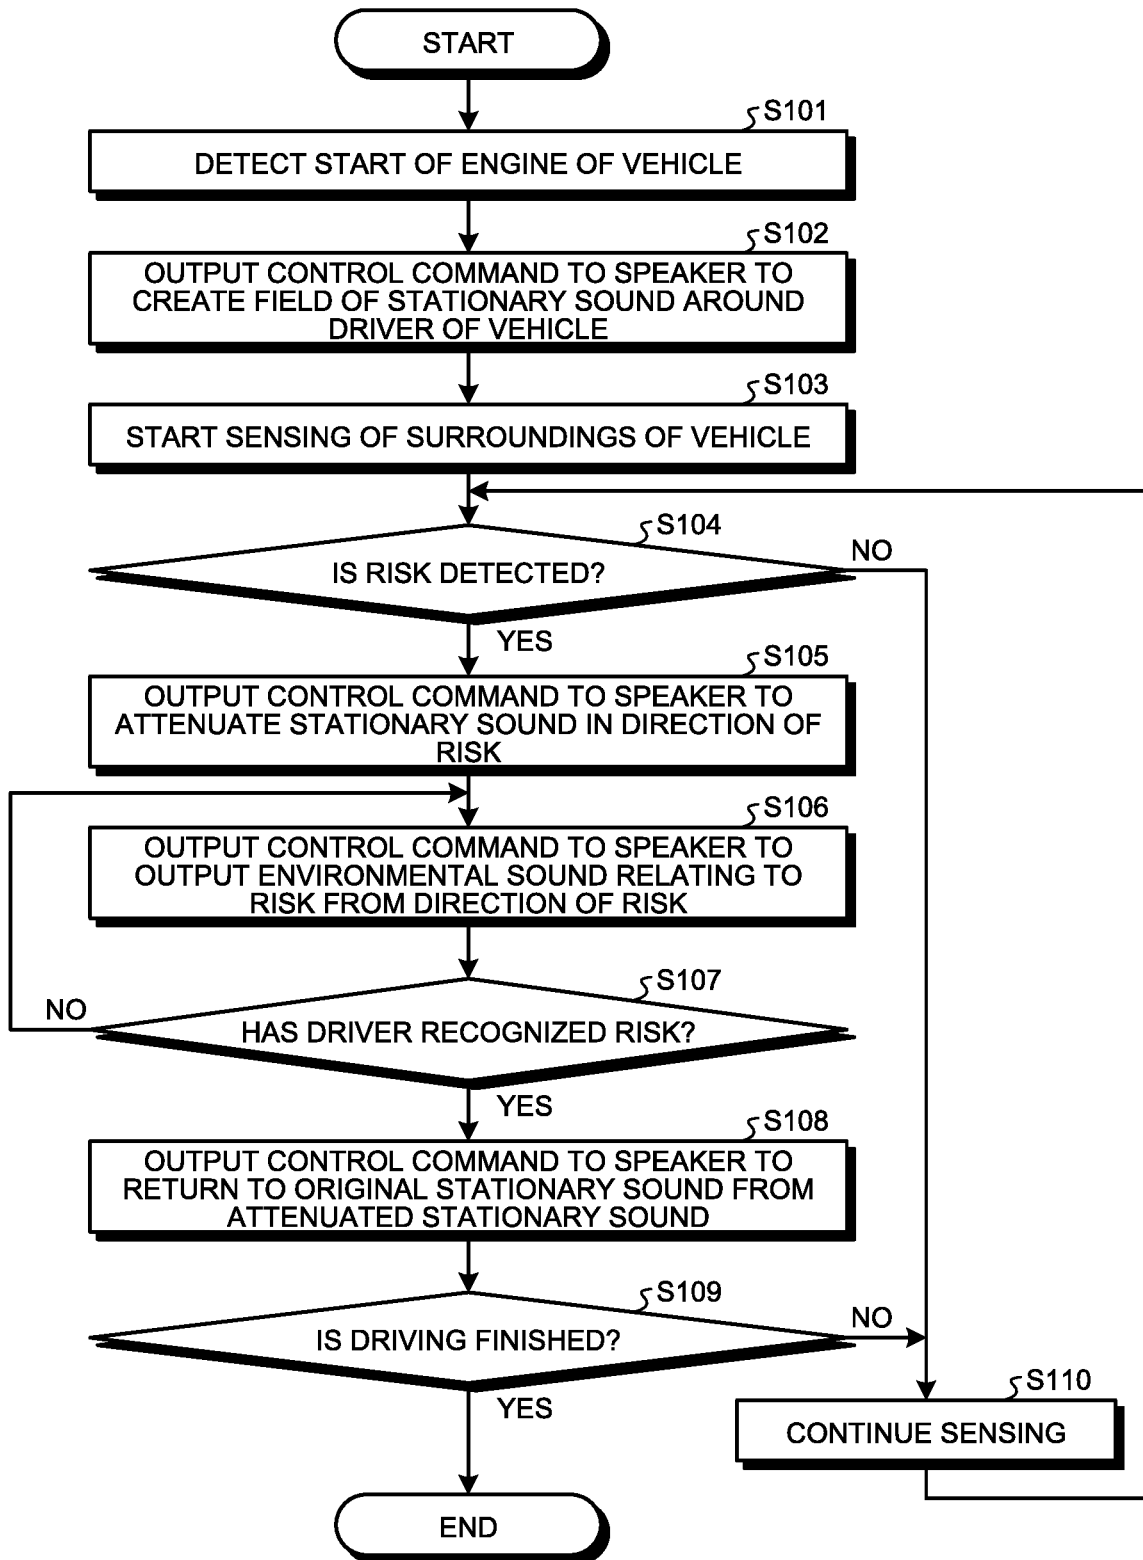 START
S101
DETECT START OF ENGINE OF VEHICLE
S102
OUTPUT CONTROL COMMAND TO SPEAKER TO
CREATE FIELD OF STATIONARY SOUND AROUND
DRIVER OF VEHICLE
S103
START SENSING OF SURROUNDINGS OF VEHICLE
S104
IS RISK DETECTED?
NO
YES
S105
OUTPUT CONTROL COMMAND TO SPEAKER TO
ATTENUATE STATIONARY SOUND IN DIRECTION OF
RISK
S106
OUTPUT CONTROL COMMAND TO SPEAKER TO
OUTPUT ENVIRONMENTAL SOUND RELATING TO
RISK FROM DIRECTION OF RISK
S107
HAS DRIVER RECOGNIZED RISK?
NO
YES
S108
OUTPUT CONTROL COMMAND TO SPEAKER TO
RETURN TO ORIGINAL STATIONARY SOUND FROM
ATTENUATED STATIONARY SOUND
S109
IS DRIVING FINISHED?
NO
YES
S110
CONTINUE SENSING
END